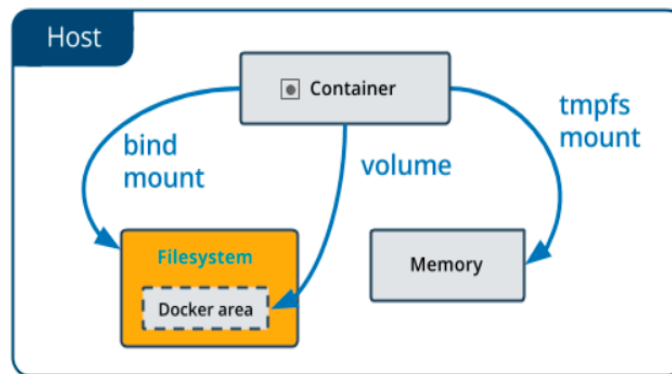 Host
Container
bind
mount
volume
tmpfs
mount
Filesystem
Docker area
Memory